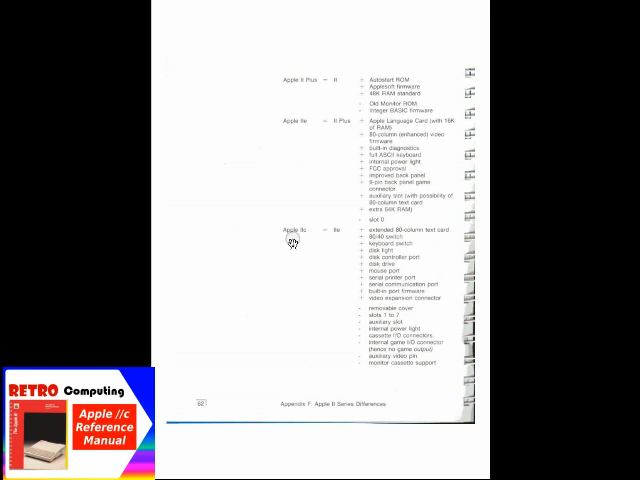 Apple II Plus = II + Autostart ROM
+ Applesoft firmware
+ 48K RAM standard
- Old Monitor ROM
- Integer BASIC firmware
Apple IIe = II Plus + Apple Language Card (with 16K
of RAM)
+ 80-column (enhanced) video
firmware
+ built-in diagnostics
+ full ASCII keyboard
+ internal power light
+ FCC approval
+ improved back panel
+ 9-pin back panel game
connector
+ auxiliary slot (with possibility of
80-column text card
+ extra 64K RAM)
- slot 0
Apple IIc = IIe + extended 80-column text card
+ 80/40 switch
+ keyboard switch
+ disk light
+ disk controller port
+ disk drive
+ mouse port
+ serial printer port
+ serial communication port
+ built-in port firmware
+ video expansion connector
- removable cover
- slots 1 to 7
- auxiliary slot
- internal power light
- cassette I/O connectors
- internal game I/O connector
(hence no game output)
- auxiliary video pin
- monitor cassette support
62 Appendix F: Apple II Series Differences
RETRO Computing
Apple //c
Reference
Manual